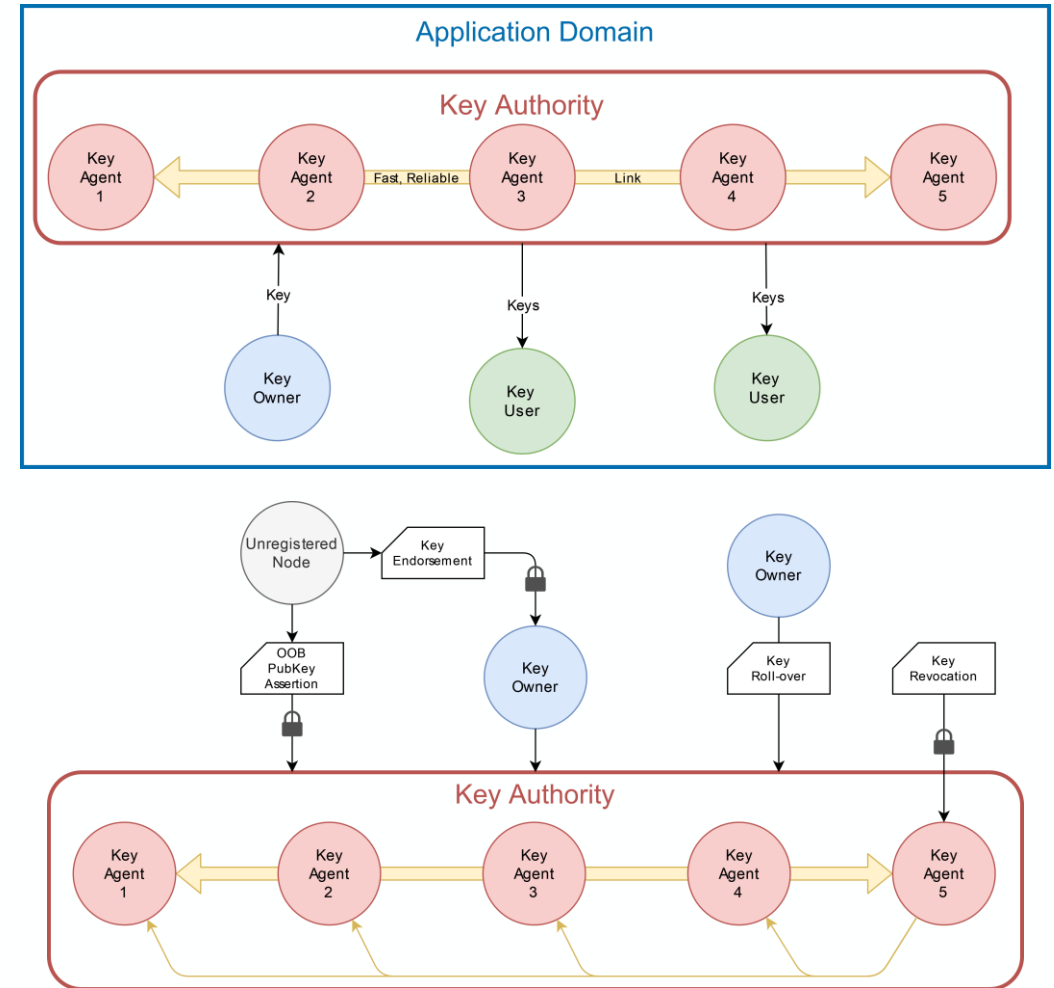 Application Domain
Key Authority
Key
Agent
1
Key
Agent
2
Fast, Reliable
Key
Agent
3
Link
Key
Agent
4
Key
Agent
5
Key
Keys
Keys
Key
Owner
Key
User
Key
User
Unregistered
Node
Key
Endorsement
Key
Owner
OOB
PubKey
Assertion
Key
Owner
Key
Roll-over
Key
Revocation
Key Authority
Key
Agent
1
Key
Agent
2
Key
Agent
3
Key
Agent
4
Key
Agent
5